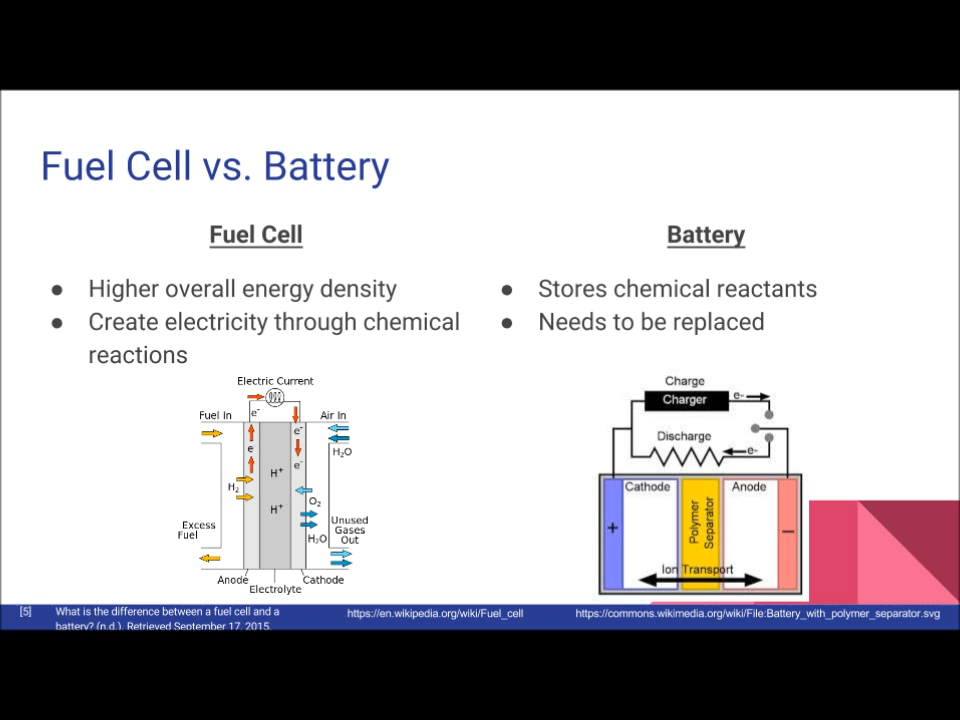 Fuel Cell vs. Battery
Fuel Cell
● Higher overall energy density
● Create electricity through chemical
reactions
Battery
● Stores chemical reactants
● Needs to be replaced
Electric Current
Fuel In
e-
Air In
e-
e
e-
H2O
H+
H2
H+
O2
Excess
Fuel
H2O
Unused
Gases
Out
Anode
Cathode
Electrolyte
Charge
Charger
e-
Discharge
e-
Cathode
Anode
+
Polymer
Separator
–
Ion Transport
[5]
What is the difference between a fuel cell and a
battery? (n.d.). Retrieved September 17, 2015.
https://en.wikipedia.org/wiki/Fuel_cell
https://commons.wikimedia.org/wiki/File:Battery_with_polymer_separator.svg